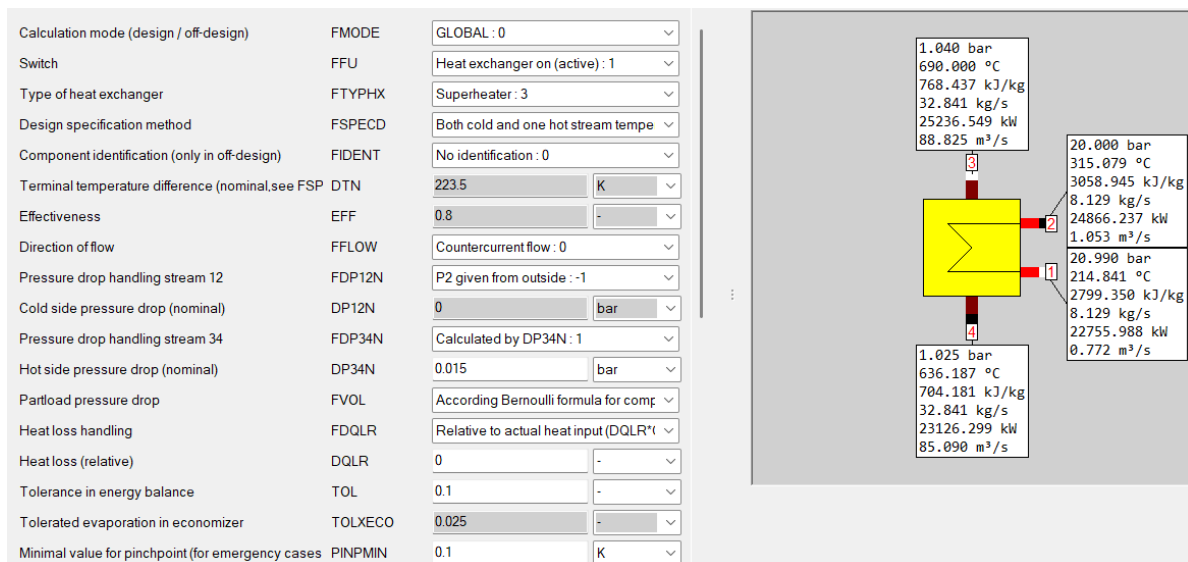 Calculation mode (design / off-design) FMODE GLOBAL : 0
Switch FFU Heat exchanger on (active) : 1
Type of heat exchanger FTYPHX Superheater : 3
Design specification method FSPECD Both cold and one hot stream tempe
Component identification (only in off-design) FIDENT No identification : 0
Terminal temperature difference (nominal,see FSP DTN 223.5 K
Effectiveness EFF 0.8 -
Direction of flow FFLOW Countercurrent flow : 0
Pressure drop handling stream 12 FDP12N P2 given from outside : -1
Cold side pressure drop (nominal) DP12N 0 bar
Pressure drop handling stream 34 FDP34N Calculated by DP34N : 1
Hot side pressure drop (nominal) DP34N 0.015 bar
Partload pressure drop FVOL According Bernoulli formula for comp
Heat loss handling FDQLR Relative to actual heat input (DQLR*(
Heat loss (relative) DQLR 0 -
Tolerance in energy balance TOL 0.1 -
Tolerated evaporation in economizer TOLXECO 0.025 -
Minimal value for pinchpoint (for emergency cases PINPMIN 0.1 K
1.040 bar
690.000 °C
768.437 kJ/kg
32.841 kg/s
25236.549 kW
88.825 m³/s
3
20.000 bar
315.079 °C
3058.945 kJ/kg
8.129 kg/s
24866.237 kW
1.053 m³/s
2
20.990 bar
214.841 °C
2799.350 kJ/kg
8.129 kg/s
22755.988 kW
0.772 m³/s
1
4
1.025 bar
636.187 °C
704.181 kJ/kg
32.841 kg/s
23126.299 kW
85.090 m³/s